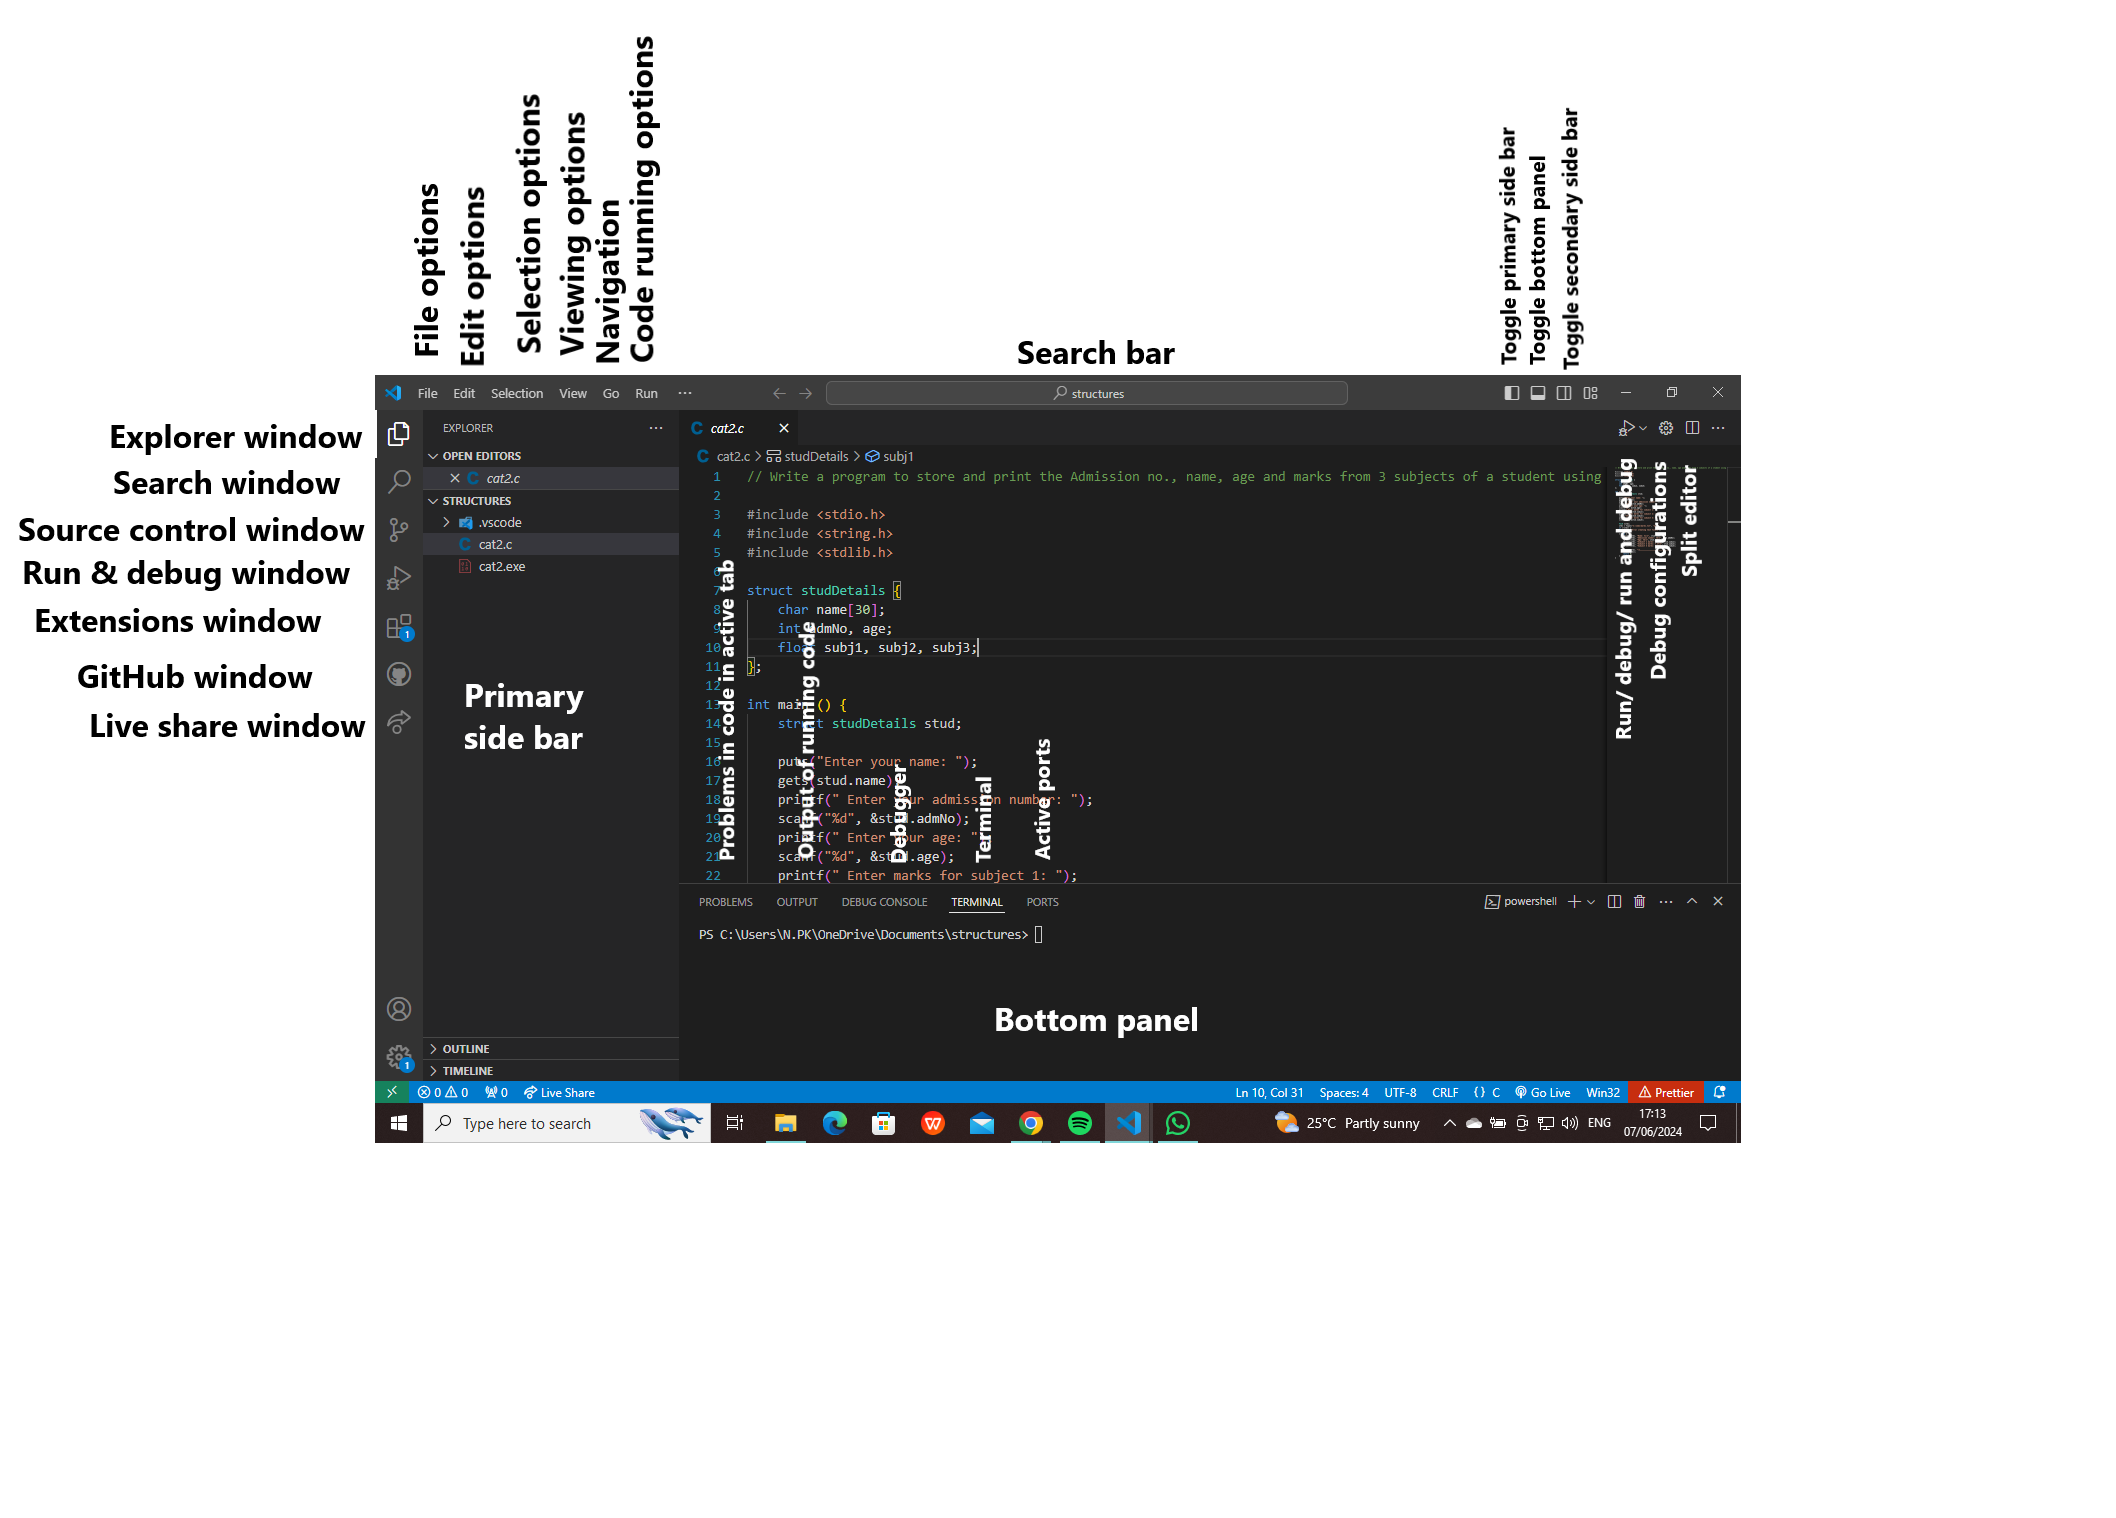 File options
Edit options
Selection options
Viewing options
Navigation
Code running options
Search bar
Toggle primary side bar
Toggle bottom panel
Toggle secondary side bar
File Edit Selection View Go Run ···
structures
Explorer window
Search window
Source control window
Run & debug window
Extensions window
GitHub window
Live share window
EXPLORER ···
OPEN EDITORS
C cat2.c
STRUCTURES
.vscode
C cat2.c
cat2.exe
Primary
side bar
OUTLINE
TIMELINE
1
1
C cat2.c
C cat2.c > studDetails > subj1
1 // Write a program to store and print the Admission no., name, age and marks from 3 subjects of a student using
2
3 #include <stdio.h>
4 #include <string.h>
5 #include <stdlib.h>
6
7 struct studDetails {
8 char name[30];
9 int admNo, age;
10 float subj1, subj2, subj3;
11 };
12
13 int main() {
14 struct studDetails stud;
15
16 puts("Enter your name: ");
17 gets(stud.name)
18 printf(" Enter your admission number: ");
19 scanf("%d", &stud.admNo);
20 printf(" Enter your age: "
21 scanf("%d", &stud.age);
22 printf(" Enter marks for subject 1: ");
Problems in code in active tab
Output of running code
Debugger
Terminal
Active ports
Run/ debug/ run and debug
Debug configurations
Split editor
PROBLEMS OUTPUT DEBUG CONSOLE TERMINAL PORTS
powershell
PS C:\Users\N.PK\OneDrive\Documents\structures>
Bottom panel
0 0 0 Live Share
Ln 10, Col 31 Spaces: 4 UTF-8 CRLF {} C Go Live Win32 Prettier
Type here to search
25°C Partly sunny
ENG
17:13
07/06/2024